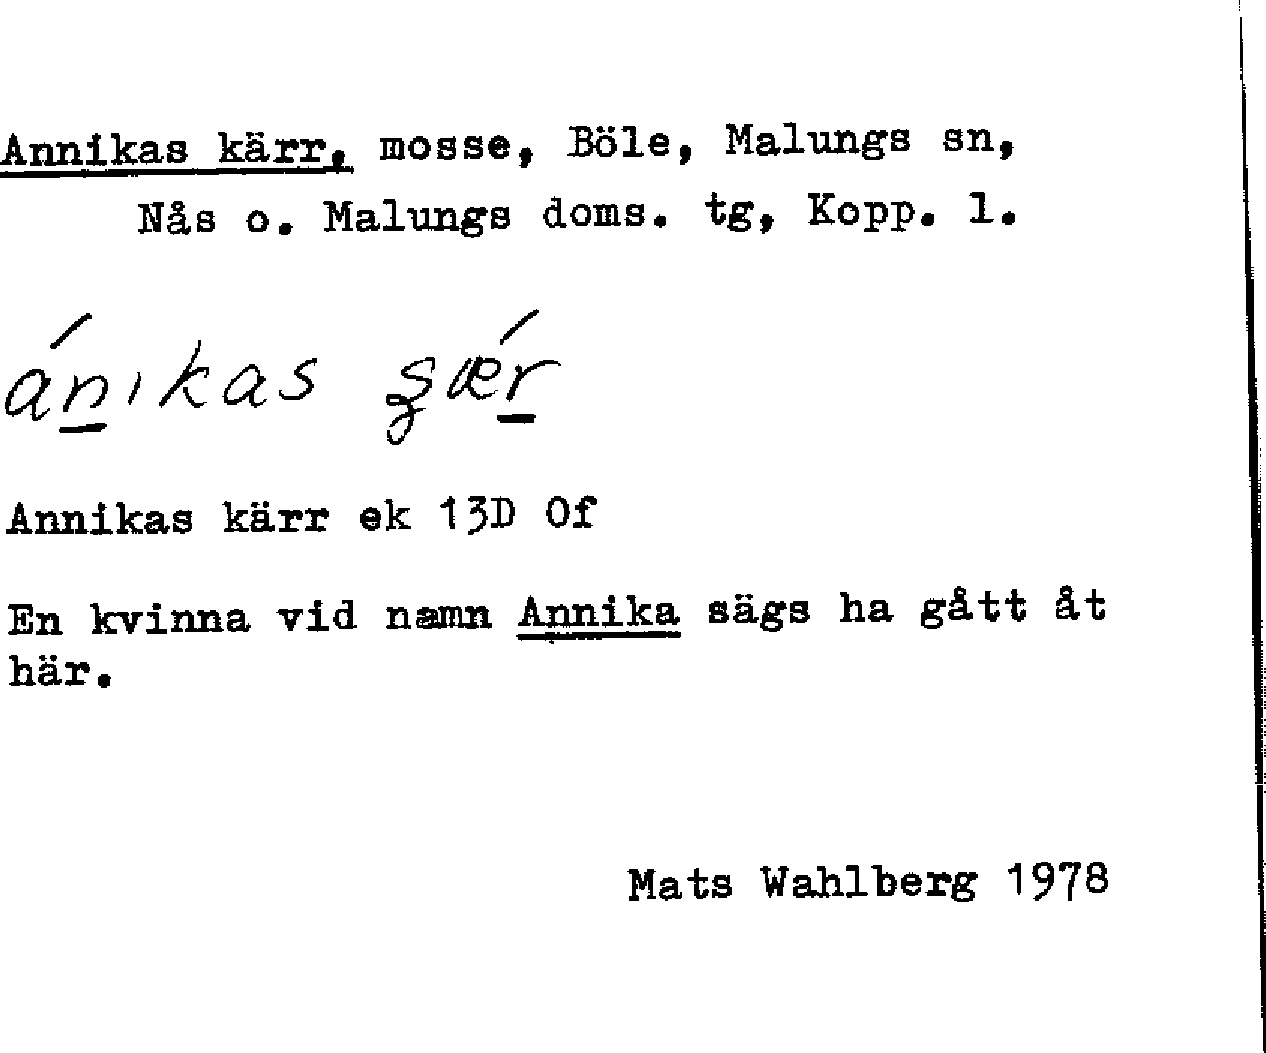 Annikas kärr, mosse, Böle, Malungs sn,
Nås o. Malungs doms. tg, Kopp. l.
ánıkas
Annikas kärr ek 13D 0f
En kvinna vid namn Annika sägs ha gått åt
här.
Mats Wahlberg 1978